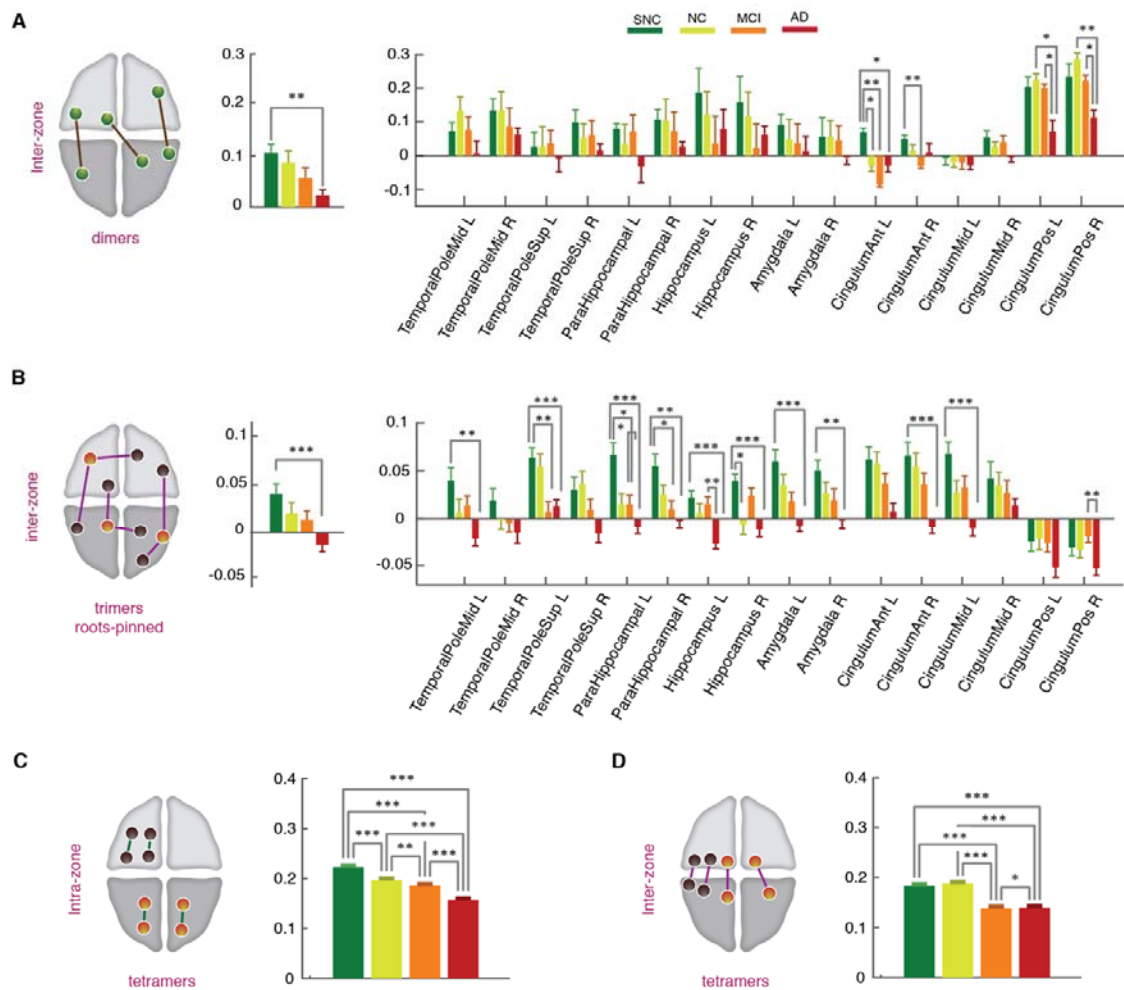 A
SNC NC MCI AD
Inter-zone
dimers
0.3
0.2
0.1
0
**
0.3
0.2
0.1
0
-0.1
*
**
*
**
*
*
**
*
TemporalPoleMid L
TemporalPoleMid R
TemporalPoleSup L
TemporalPoleSup R
ParaHippocampal L
ParaHippocampal R
Hippocampus L
Hippocampus R
Amygdala L
Amygdala R
CingulumAnt L
CingulumAnt R
CingulumMid L
CingulumMid R
CingulumPos L
CingulumPos R
B
inter-zone
trimers
roots-pinned
0.1
0.05
0
-0.05
***
0.1
0.05
0
-0.05
**
***
**
***
*
*
**
*
***
**
***
*
***
**
***
***
**
TemporalPoleMid L
TemporalPoleMid R
TemporalPoleSup L
TemporalPoleSup R
ParaHippocampal L
ParaHippocampal R
Hippocampus L
Hippocampus R
Amygdala L
Amygdala R
CingulumAnt L
CingulumAnt R
CingulumMid L
CingulumMid R
CingulumPos L
CingulumPos R
C
Intra-zone
tetramers
0.4
0.3
0.2
0.1
0
***
***
***
***
**
***
D
Inter-zone
tetramers
0.4
0.3
0.2
0.1
0
***
***
***
***
*